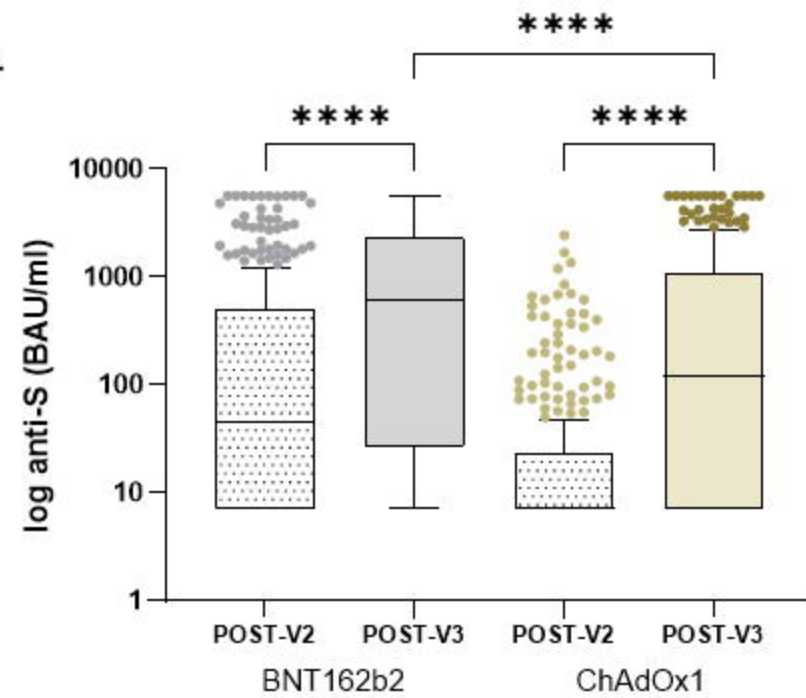 ****
**** ****
10000
1000
100
10
1
log anti-S (BAU/ml)
POST-V2 POST-V3 POST-V2 POST-V3
BNT162b2 ChAdOx1